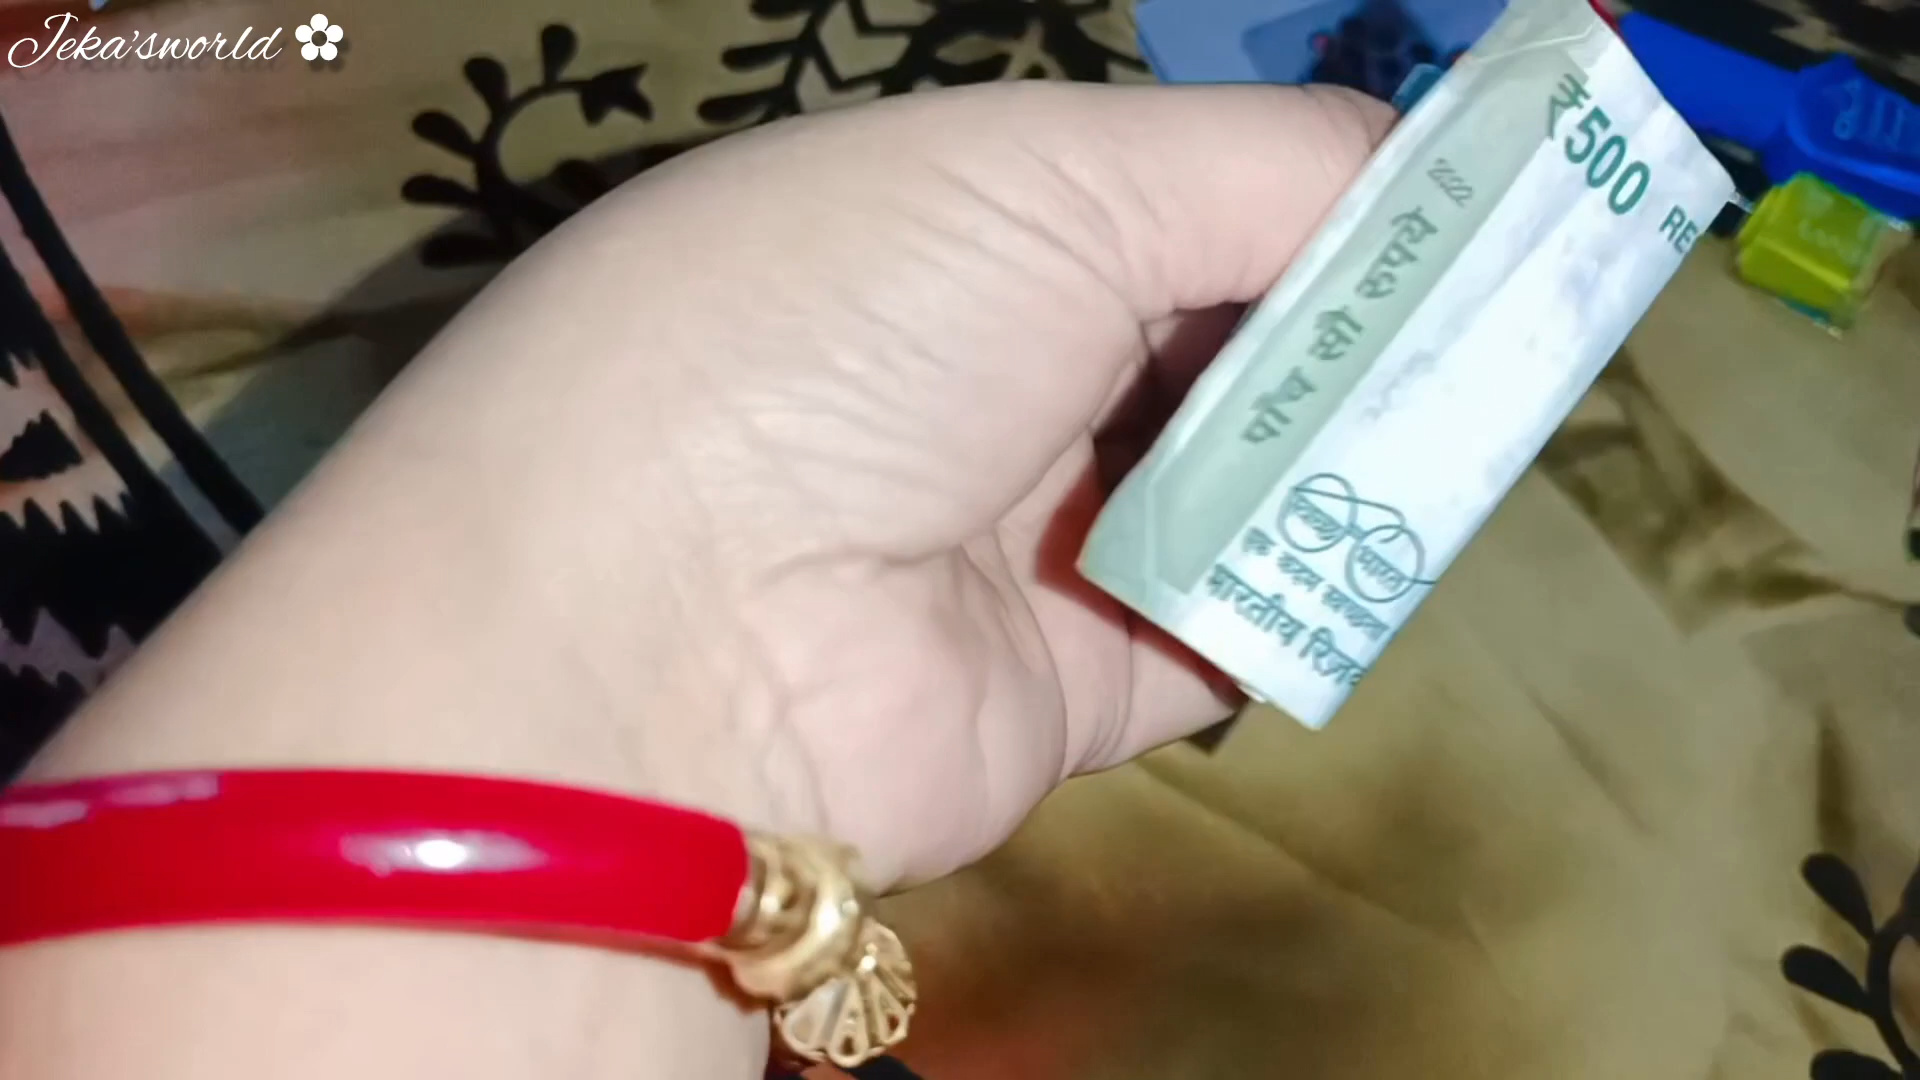 Jeka'sworld
₹500
RE
पाँच सौ रुपये
स्वच्छ भारत
एक कदम स्वच्छता
भारतीय रिज़र्